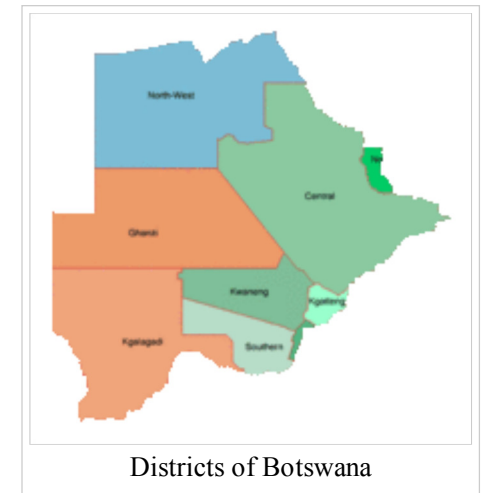 North-West
NE
Central
Ghanzi
Kweneng
Kgatleng
Kgalagadi
Southern
Districts of Botswana